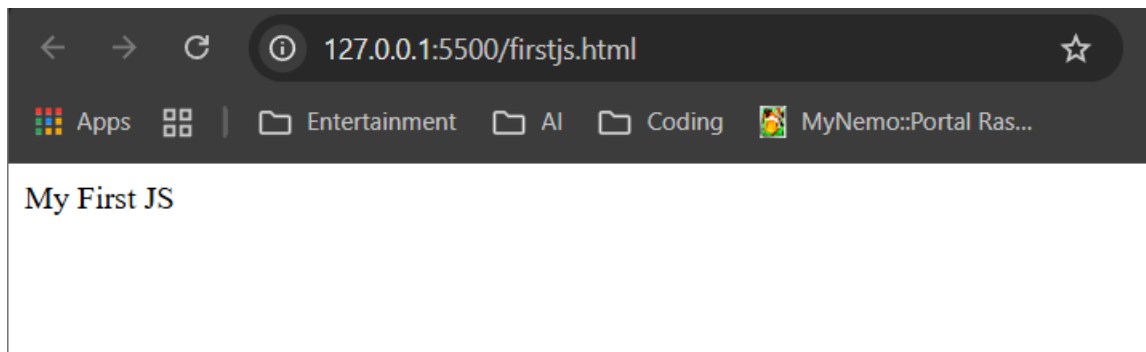 127.0.0.1:5500/firstjs.html
Apps Entertainment AI Coding MyNemo::Portal Ras...
My First JS